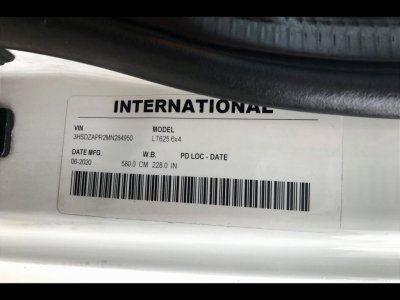 INTERNATIONAL
VIN MODEL
3HSDZAPR2MN284950 LT625 6x4
DATE MFG. W.B. PD LOC - DATE
06-2020 580.0 CM 228.0 IN